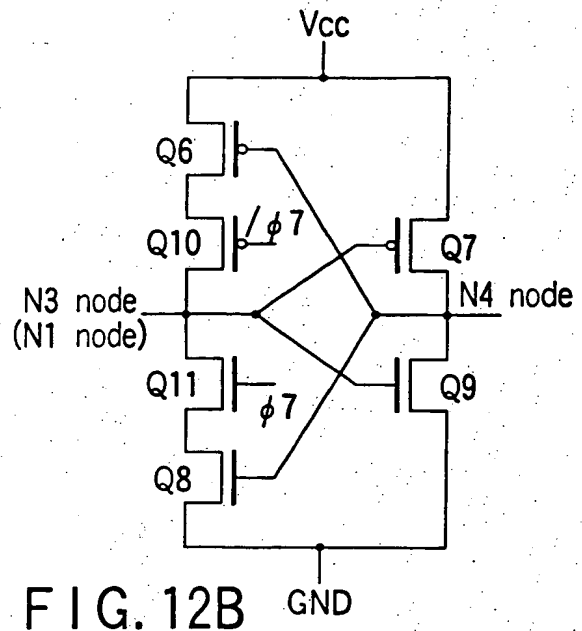 Vcc
Q6
Q10
/φ7
Q7
N3 node
(N1 node)
N4 node
Q11
φ7
Q9
Q8
FIG. 12B
GND